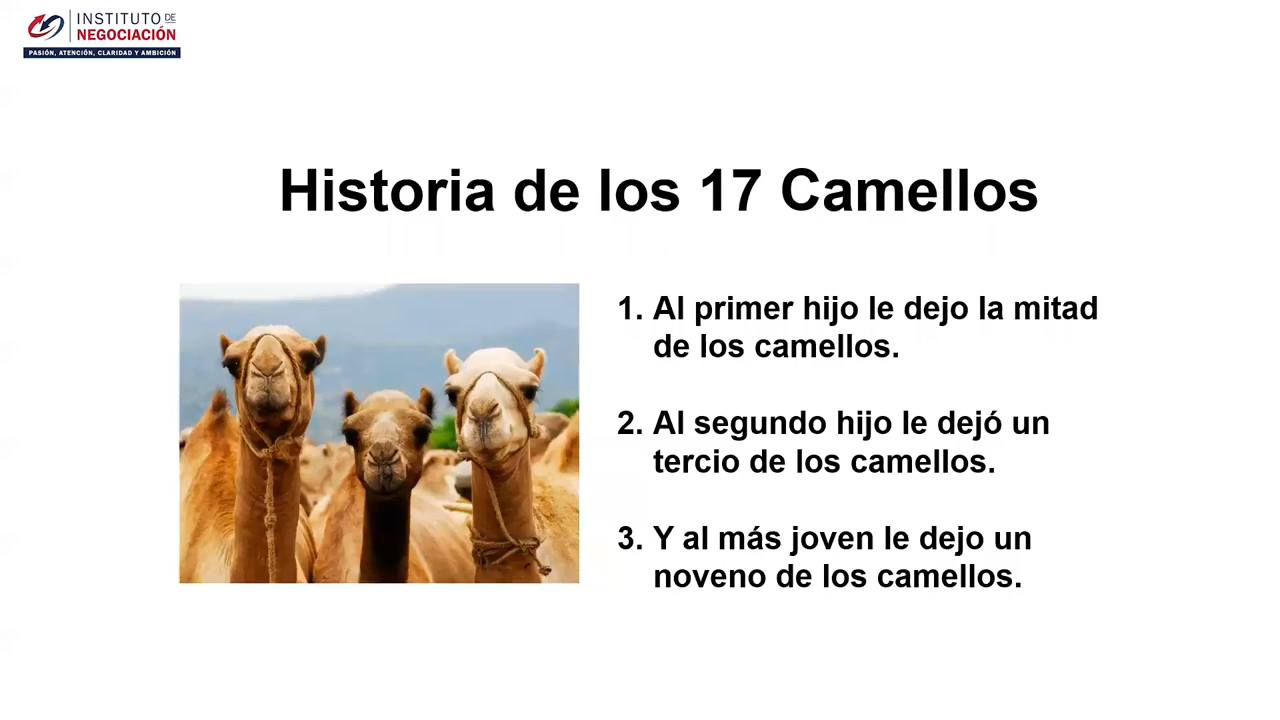 INSTITUTO DE
NEGOCIACIÓN
PASIÓN, ATENCIÓN, CLARIDAD Y AMBICIÓN
Historia de los 17 Camellos
1. Al primer hijo le dejo la mitad
de los camellos.
2. Al segundo hijo le dejó un
tercio de los camellos.
3. Y al más joven le dejo un
noveno de los camellos.